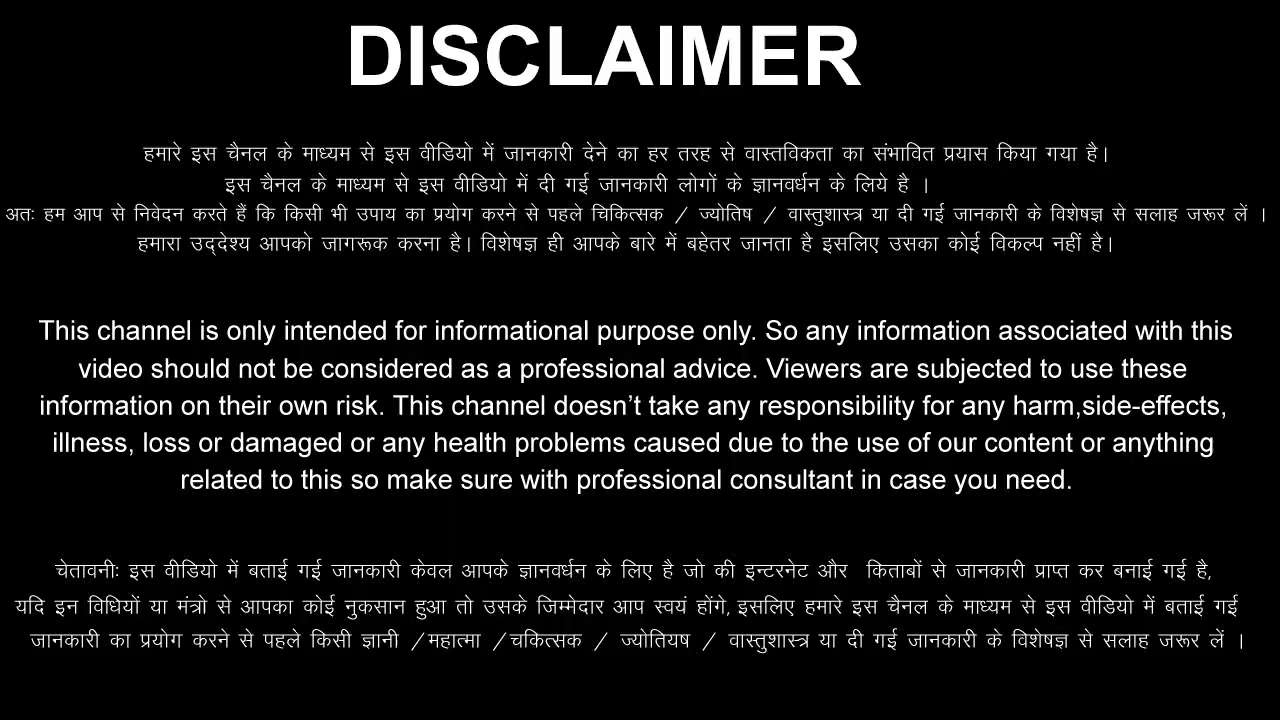 DISCLAIMER
हमारे इस चैनल के माध्यम से इस वीडियो में जानकारी देने का हर तरह से वास्तविकता का संभावित प्रयास किया गया है।
इस चैनल के माध्यम से इस वीडियो में दी गई जानकारी लोगों के ज्ञानवर्धन के लिये है ।
अतः हम आप से निवेदन करते हैं कि किसी भी उपाय का प्रयोग करने से पहले चिकित्सक / ज्योतिष / वास्तुशास्त्र या दी गई जानकारी के विशेषज्ञ से सलाह जरूर लें ।
हमारा उद्देश्य आपको जागरूक करना है। विशेषज्ञ ही आपके बारे में बहेतर जानता है इसलिए उसका कोई विकल्प नहीं है।
This channel is only intended for informational purpose only. So any information associated with this
video should not be considered as a professional advice. Viewers are subjected to use these
information on their own risk. This channel doesn’t take any responsibility for any harm,side-effects,
illness, loss or damaged or any health problems caused due to the use of our content or anything
related to this so make sure with professional consultant in case you need.
चेतावनीः इस वीडियो में बताई गई जानकारी केवल आपके ज्ञानवर्धन के लिए है जो की इन्टरनेट और किताबों से जानकारी प्राप्त कर बनाई गई है,
यदि इन विधियों या मंत्रो से आपका कोई नुकसान हुआ तो उसके जिम्मेदार आप स्वयं होंगे, इसलिए हमारे इस चैनल के माध्यम से इस वीडियो में बताई गई
जानकारी का प्रयोग करने से पहले किसी ज्ञानी /महात्मा /चकित्सक / ज्योतियष / वास्तुशास्त्र या दी गई जानकारी के विशेषज्ञ से सलाह जरूर लें ।